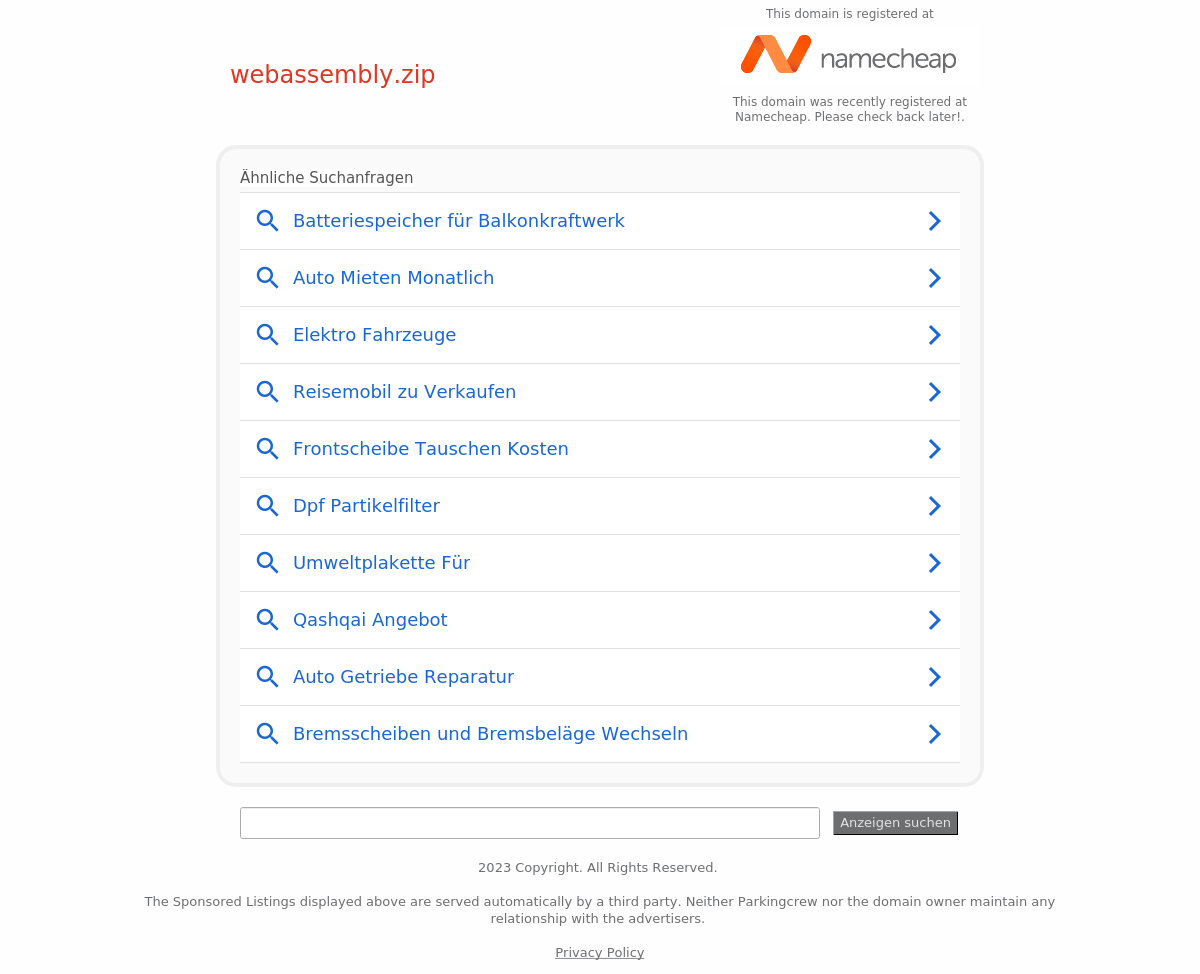 This domain is registered at
namecheap
webassembly.zip
This domain was recently registered at
Namecheap. Please check back later!.
Ähnliche Suchanfragen
Batteriespeicher für Balkonkraftwerk
Auto Mieten Monatlich
Elektro Fahrzeuge
Reisemobil zu Verkaufen
Frontscheibe Tauschen Kosten
Dpf Partikelfilter
Umweltplakette Für
Qashqai Angebot
Auto Getriebe Reparatur
Bremsscheiben und Bremsbeläge Wechseln
Anzeigen suchen
2023 Copyright. All Rights Reserved.
The Sponsored Listings displayed above are served automatically by a third party. Neither Parkingcrew nor the domain owner maintain any
relationship with the advertisers.
Privacy Policy